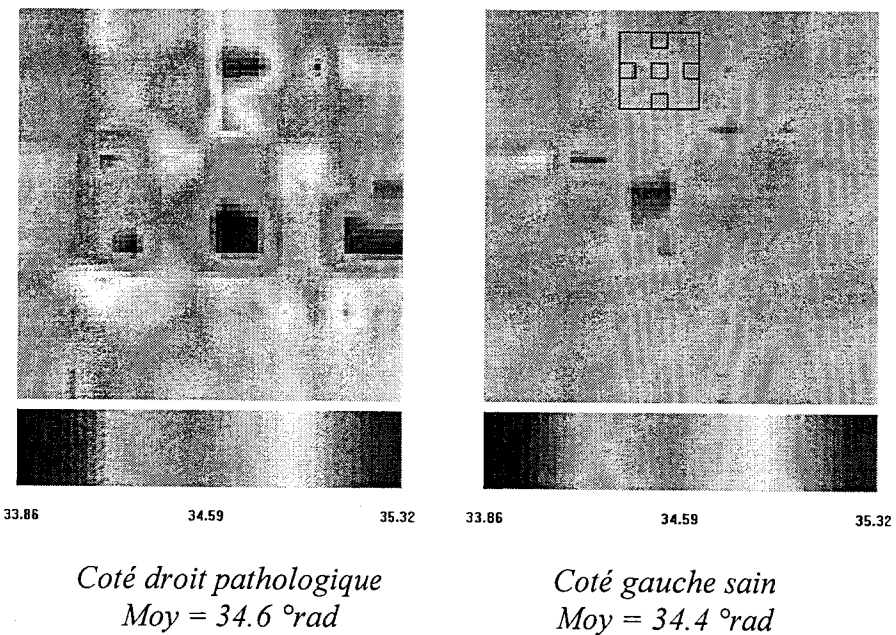 33.86 34.59 35.32
33.86 34.59 35.32
Coté droit pathologique
Moy = 34.6 °rad
Coté gauche sain
Moy = 34.4 °rad